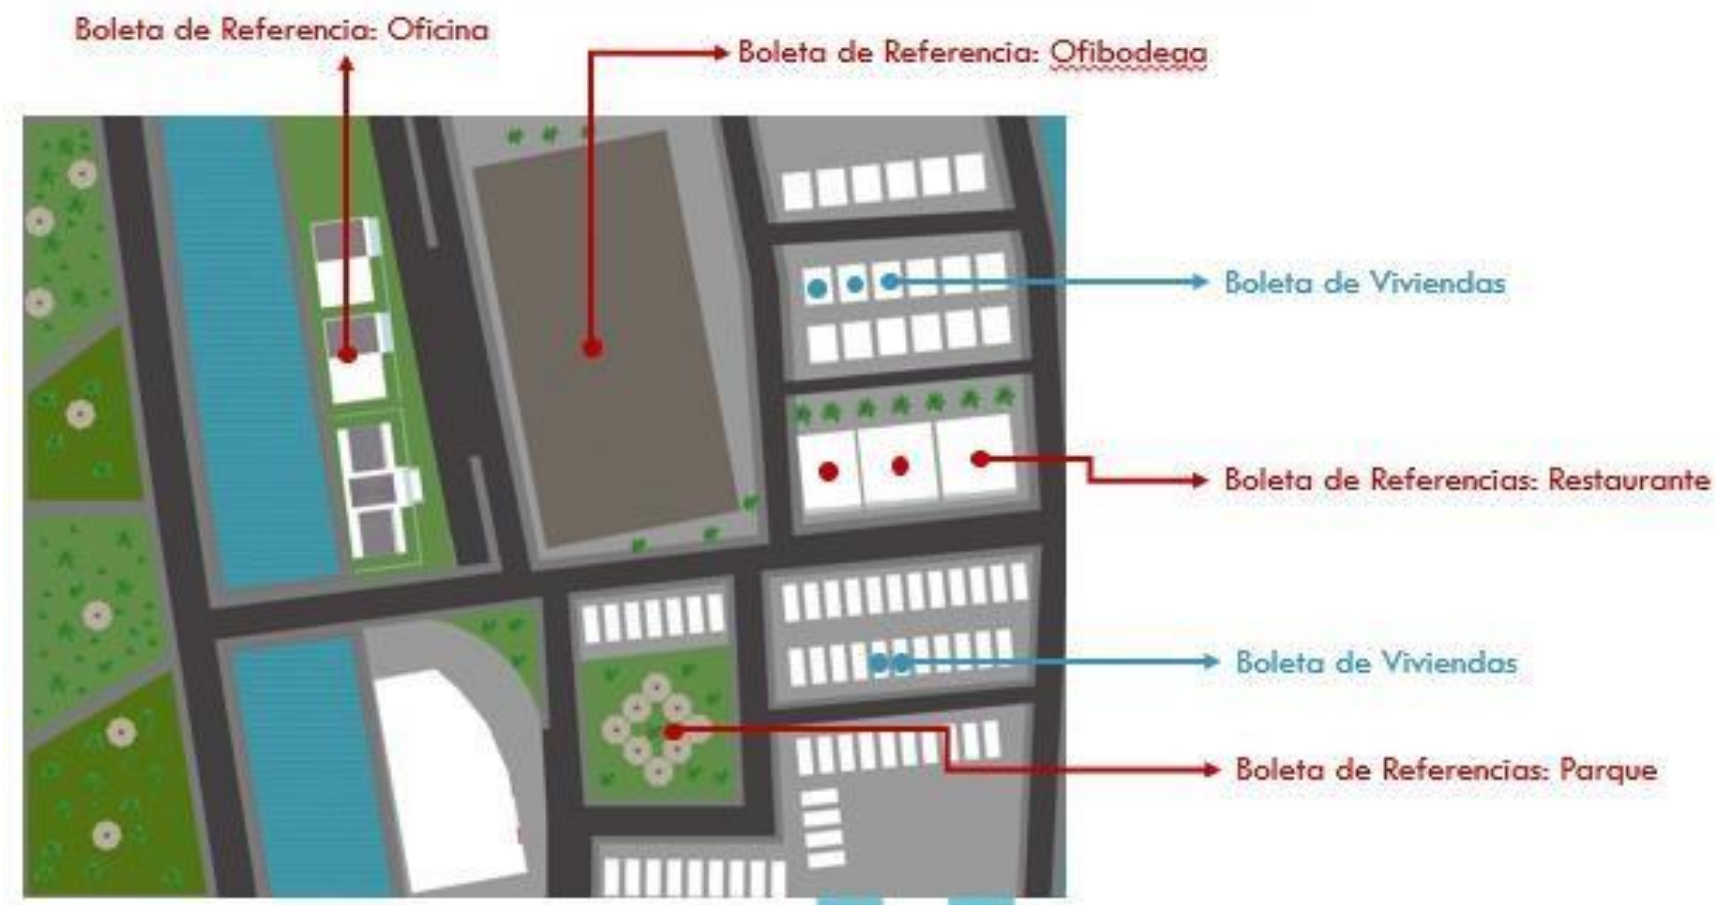 Boleta de Referencia: Oficina
Boleta de Referencia: Ofibodega
Boleta de Viviendas
Boleta de Referencias: Restaurante
Boleta de Viviendas
Boleta de Referencias: Parque